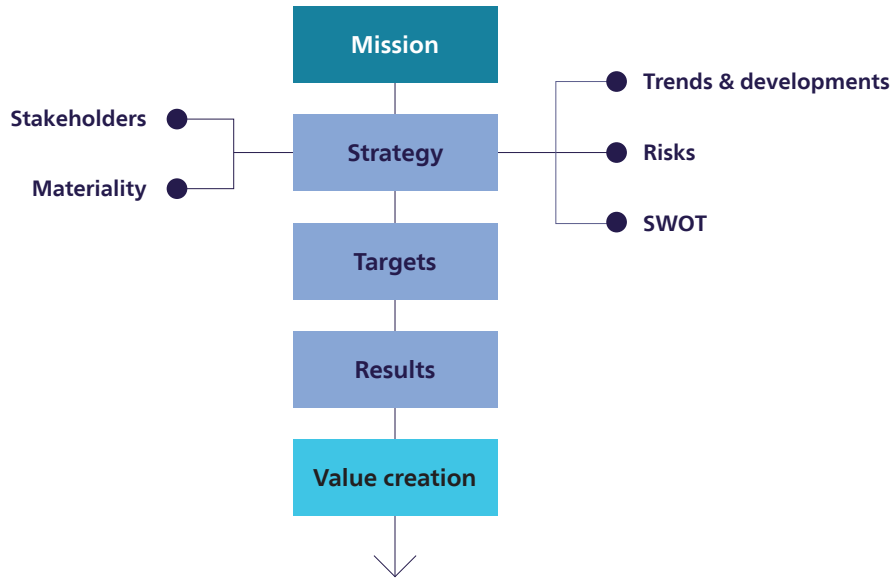 Mission
Trends & developments
Stakeholders
Strategy
Risks
Materiality
SWOT
Targets
Results
Value creation